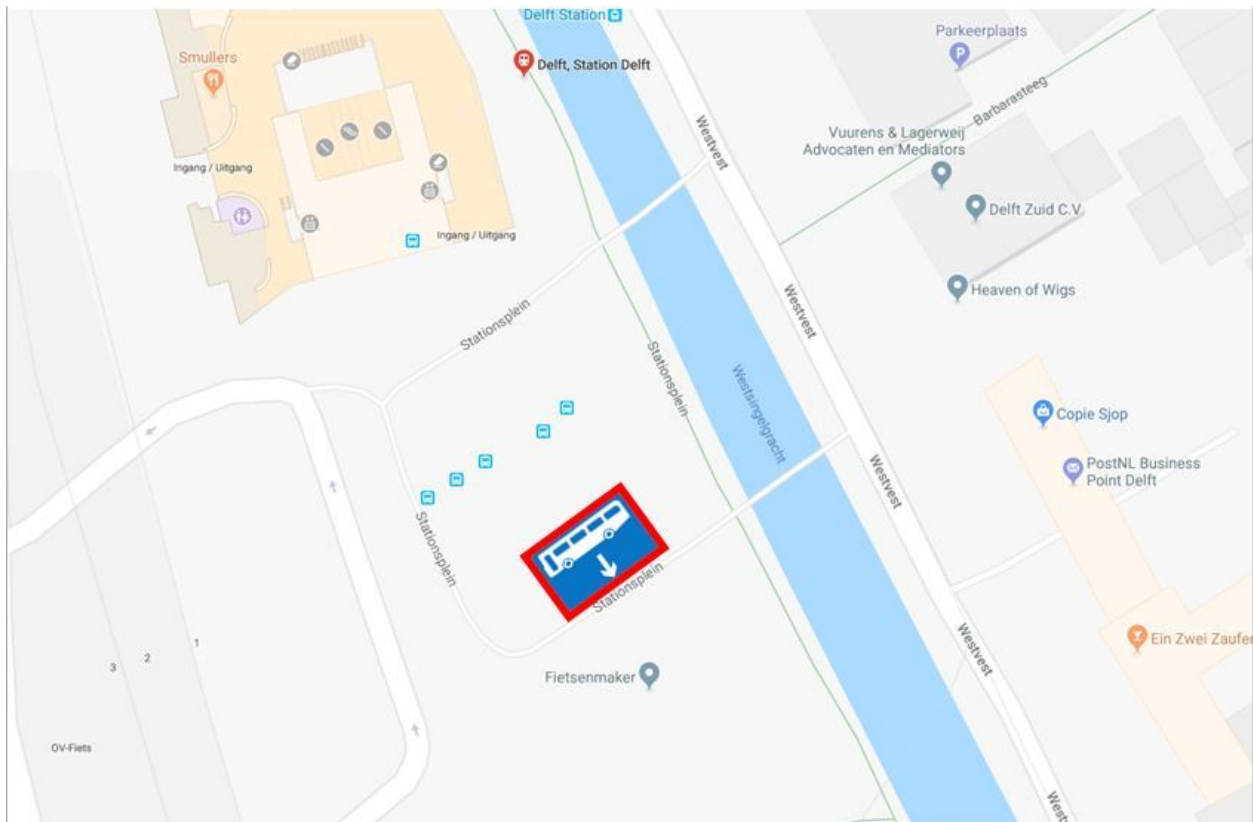 Delft Station
Delft, Station Delft
Smullers
Ingang / Uitgang
Ingang / Uitgang
Parkeerplaats
P
Barbarasteeg
Vuurens & Lagerweij
Advocaten en Mediators
Delft Zuid C.V.
Heaven of Wigs
Westvest
Westvest
Westvest
Westvest
Westvest
Stationsplein
Stationsplein
Stationsplein
Stationsplein
Westsingelgracht
Copie Sjop
PostNL Business
Point Delft
Ein Zwei Zaufen
Fietsenmaker
1
2
3
OV-Fiets